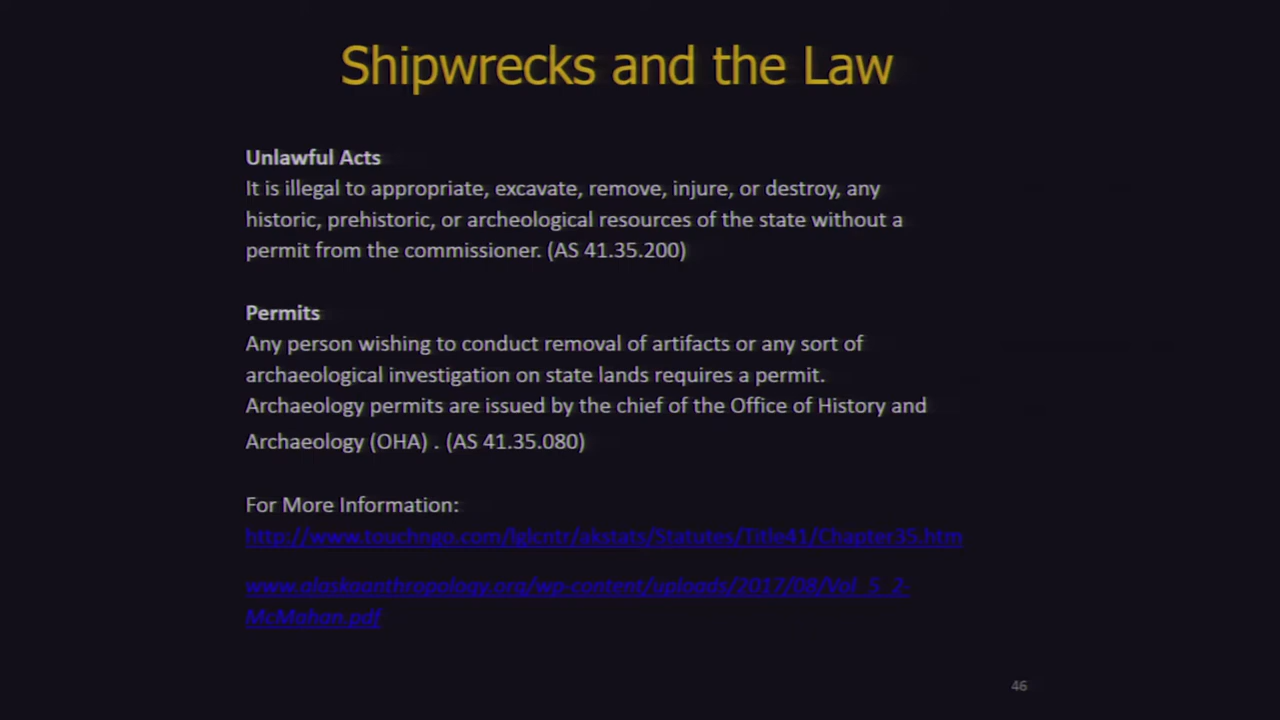 Shipwrecks and the Law
Unlawful Acts
It is illegal to appropriate, excavate, remove, injure, or destroy, any
historic, prehistoric, or archeological resources of the state without a
permit from the commissioner. (AS 41.35.200)
Permits
Any person wishing to conduct removal of artifacts or any sort of
archaeological investigation on state lands requires a permit.
Archaeology permits are issued by the chief of the Office of History and
Archaeology (OHA) . (AS 41.35.080)
For More Information:
http://www.touchngo.com/lglcntr/akstats/Statutes/Title41/Chapter35.htm
www.alaskaanthropology.org/wp-content/uploads/2017/08/Vol_5_2-
McMahan.pdf
46